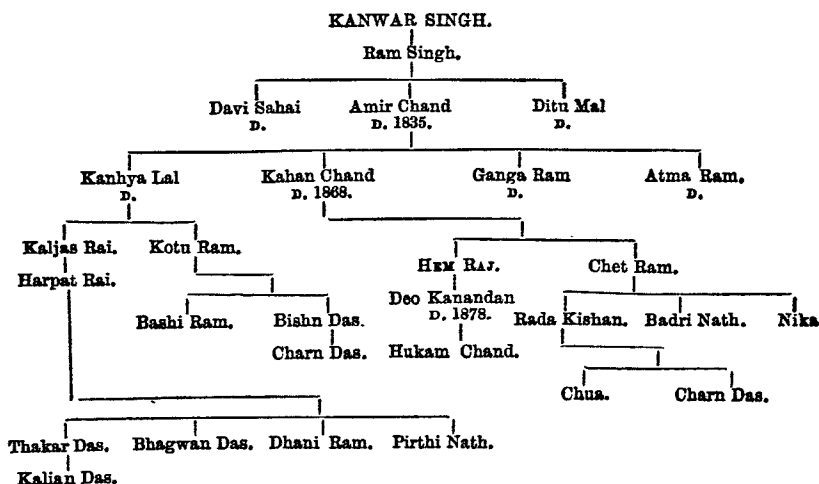 KANWAR SINGH.
Ram Singh.
Davi Sahai Amir Chand Ditu Mal
D. D. 1835. D.
Kanhya Lal Kahan Chand Ganga Ram Atma Ram.
D. D. 1868. D. D.
Kaljas Rai. Kotu Ram. HEM RAJ. Chet Ram.
Harpat Rai. Deo Kanandan
D. 1878.
Bashi Ram. Bishn Das. Rada Kishan. Badri Nath. Nika
Charn Das. Hukam Chand.
Chua. Charn Das.
Thakar Das. Bhagwan Das. Dhani Ram. Pirthi Nath.
Kalian Das.